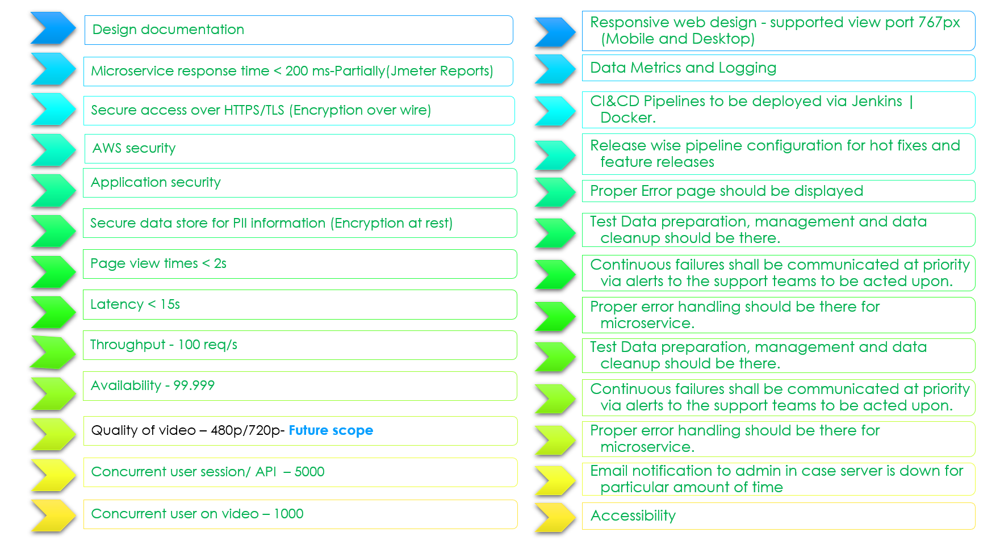 Design documentation
Microservice response time < 200 ms-Partially(Jmeter Reports)
Secure access over HTTPS/TLS (Encryption over wire)
AWS security
Application security
Secure data store for PII information (Encryption at rest)
Page view times < 2s
Latency < 15s
Throughput - 100 req/s
Availability - 99.999
Quality of video – 480p/720p- Future scope
Concurrent user session/ API  – 5000
Concurrent user on video – 1000
Responsive web design - supported view port 767px
(Mobile and Desktop)
Data Metrics and Logging
CI&CD Pipelines to be deployed via Jenkins |
Docker.
Release wise pipeline configuration for hot fixes and
feature releases
Proper Error page should be displayed
Test Data preparation, management and data
cleanup should be there.
Continuous failures shall be communicated at priority
via alerts to the support teams to be acted upon.
Proper error handling should be there for
microservice.
Test Data preparation, management and data
cleanup should be there.
Continuous failures shall be communicated at priority
via alerts to the support teams to be acted upon.
Proper error handling should be there for
microservice.
Email notification to admin in case server is down for
particular amount of time
Accessibility